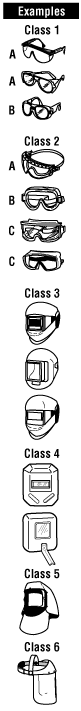 Examples
Class 1
A
A
B
Class 2
A
B
C
C
Class 3
Class 4
Class 5
Class 6